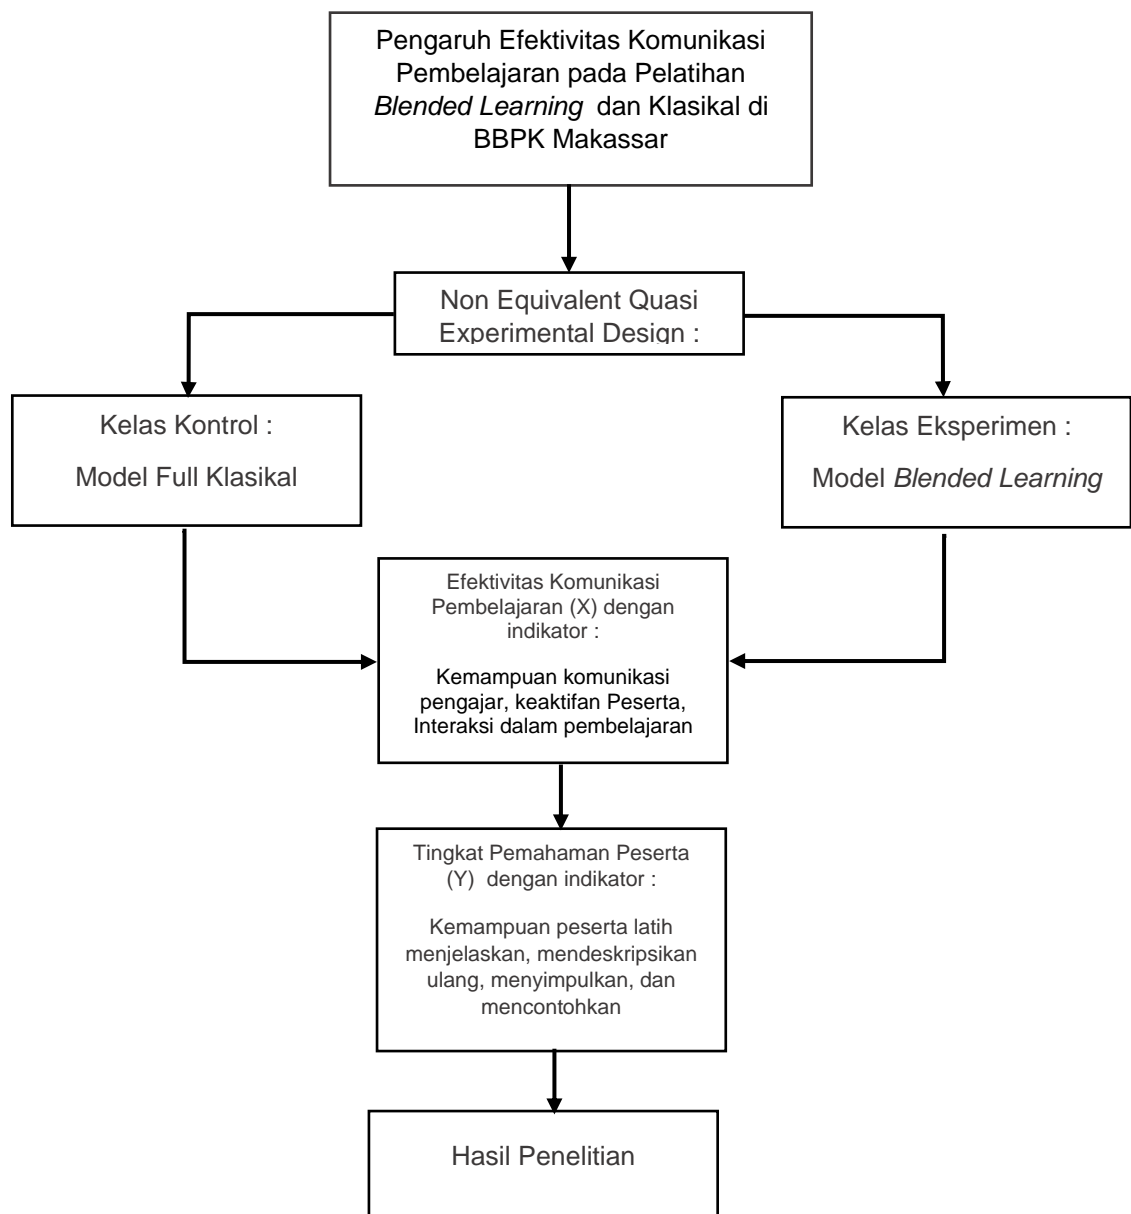 Pengaruh Efektivitas Komunikasi
Pembelajaran pada Pelatihan
Blended Learning dan Klasikal di
BBPK Makassar
Non Equivalent Quasi
Experimental Design :
Kelas Kontrol :
Model Full Klasikal
Kelas Eksperimen :
Model Blended Learning
Efektivitas Komunikasi
Pembelajaran (X) dengan
indikator :
Kemampuan komunikasi
pengajar, keaktifan Peserta,
Interaksi dalam pembelajaran
Tingkat Pemahaman Peserta
(Y) dengan indikator :
Kemampuan peserta latih
menjelaskan, mendeskripsikan
ulang, menyimpulkan, dan
mencontohkan
Hasil Penelitian